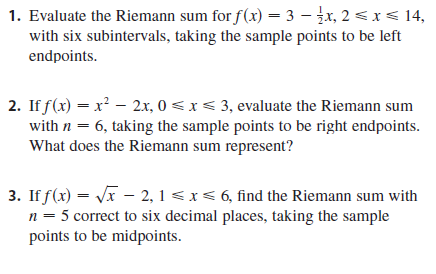 1. Evaluate the Riemann sum for f(x) = 3 − ½x, 2 ≤ x ≤ 14,
with six subintervals, taking the sample points to be left
endpoints.
2. If f(x) = x² − 2x, 0 ≤ x ≤ 3, evaluate the Riemann sum
with n = 6, taking the sample points to be right endpoints.
What does the Riemann sum represent?
3. If f(x) = √x − 2, 1 ≤ x ≤ 6, find the Riemann sum with
n = 5 correct to six decimal places, taking the sample
points to be midpoints.